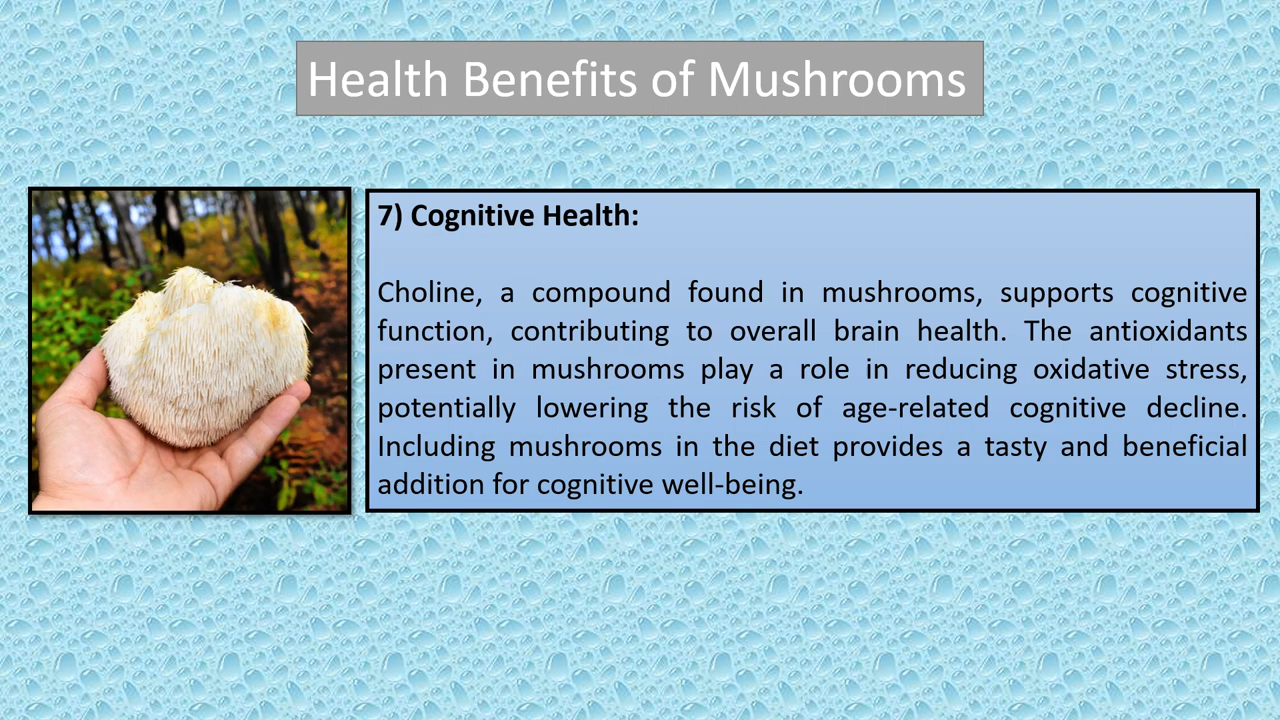 Health Benefits of Mushrooms
7) Cognitive Health:
Choline, a compound found in mushrooms, supports cognitive
function, contributing to overall brain health. The antioxidants
present in mushrooms play a role in reducing oxidative stress,
potentially lowering the risk of age-related cognitive decline.
Including mushrooms in the diet provides a tasty and beneficial
addition for cognitive well-being.